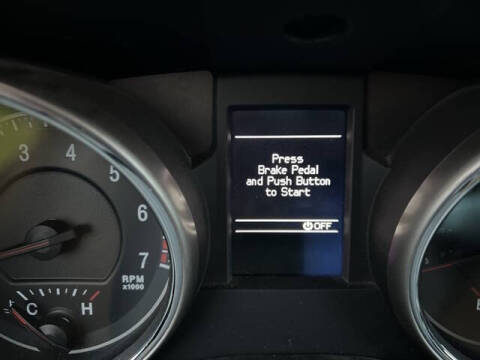 Press
Brake Pedal
and Push Button
to Start
OFF
3
4
5
6
7
RPM
x1000
C H